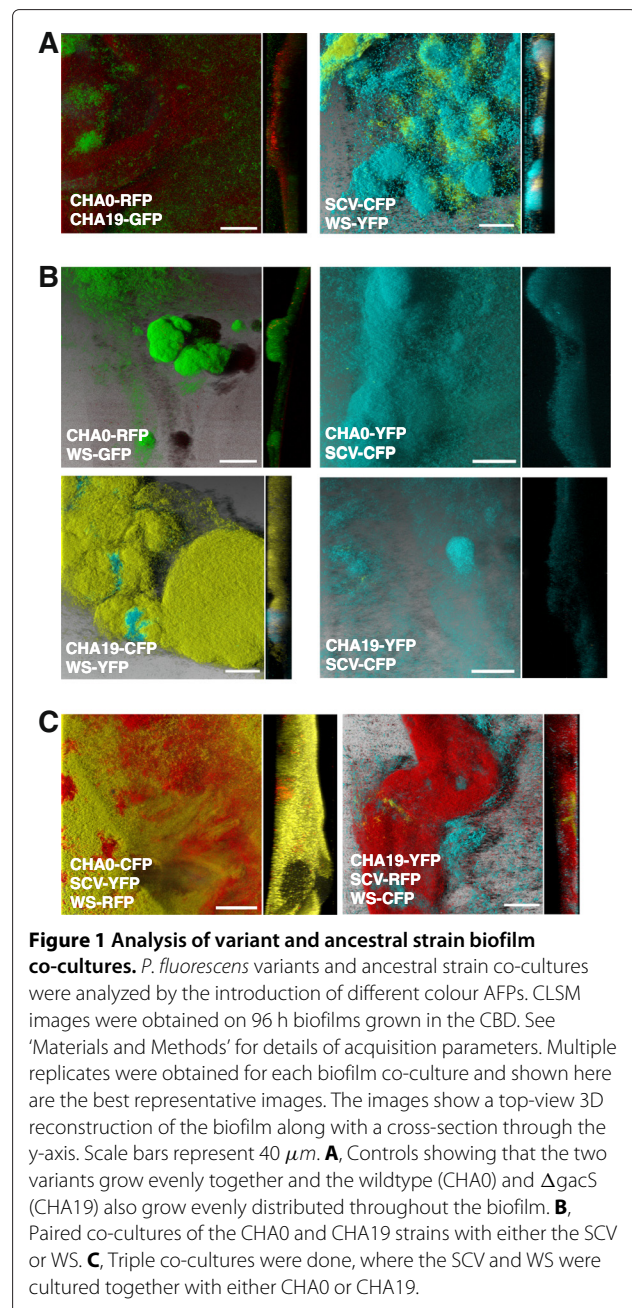 A
CHA0-RFP
CHA19-GFP
SCV-CFP
WS-YFP
B
CHA0-RFP
WS-GFP
CHA0-YFP
SCV-CFP
CHA19-CFP
WS-YFP
CHA19-YFP
SCV-CFP
C
CHA0-CFP
SCV-YFP
WS-RFP
CHA19-YFP
SCV-RFP
WS-CFP
Figure 1 Analysis of variant and ancestral strain biofilm
co-cultures. P. fluorescens variants and ancestral strain co-cultures
were analyzed by the introduction of different colour AFPs. CLSM
images were obtained on 96 h biofilms grown in the CBD. See
‘Materials and Methods’ for details of acquisition parameters. Multiple
replicates were obtained for each biofilm co-culture and shown here
are the best representative images. The images show a top-view 3D
reconstruction of the biofilm along with a cross-section through the
y-axis. Scale bars represent 40 μm. A, Controls showing that the two
variants grow evenly together and the wildtype (CHA0) and ΔgacS
(CHA19) also grow evenly distributed throughout the biofilm. B,
Paired co-cultures of the CHA0 and CHA19 strains with either the SCV
or WS. C, Triple co-cultures were done, where the SCV and WS were
cultured together with either CHA0 or CHA19.